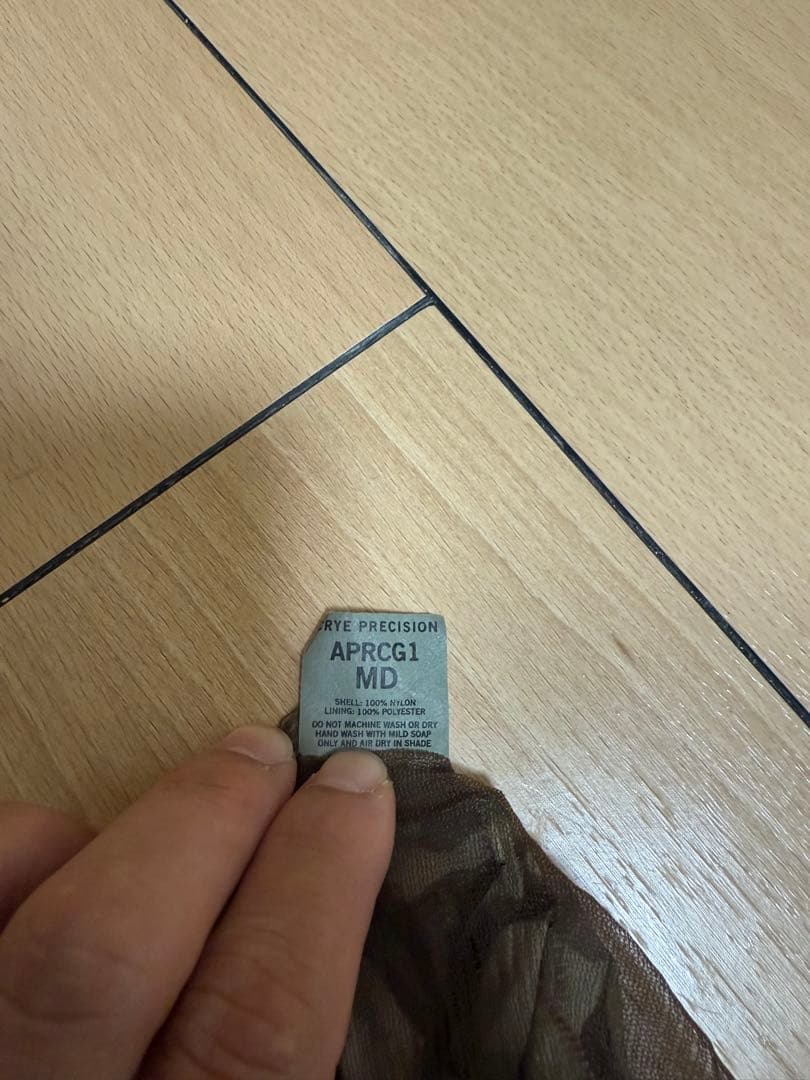 RYE PRECISION
APRCG1
MD
SHELL: 100% NYLON
LINING: 100% POLYESTER
DO NOT MACHINE WASH OR DRY
HAND WASH WITH MILD SOAP
ONLY AND AIR DRY IN SHADE